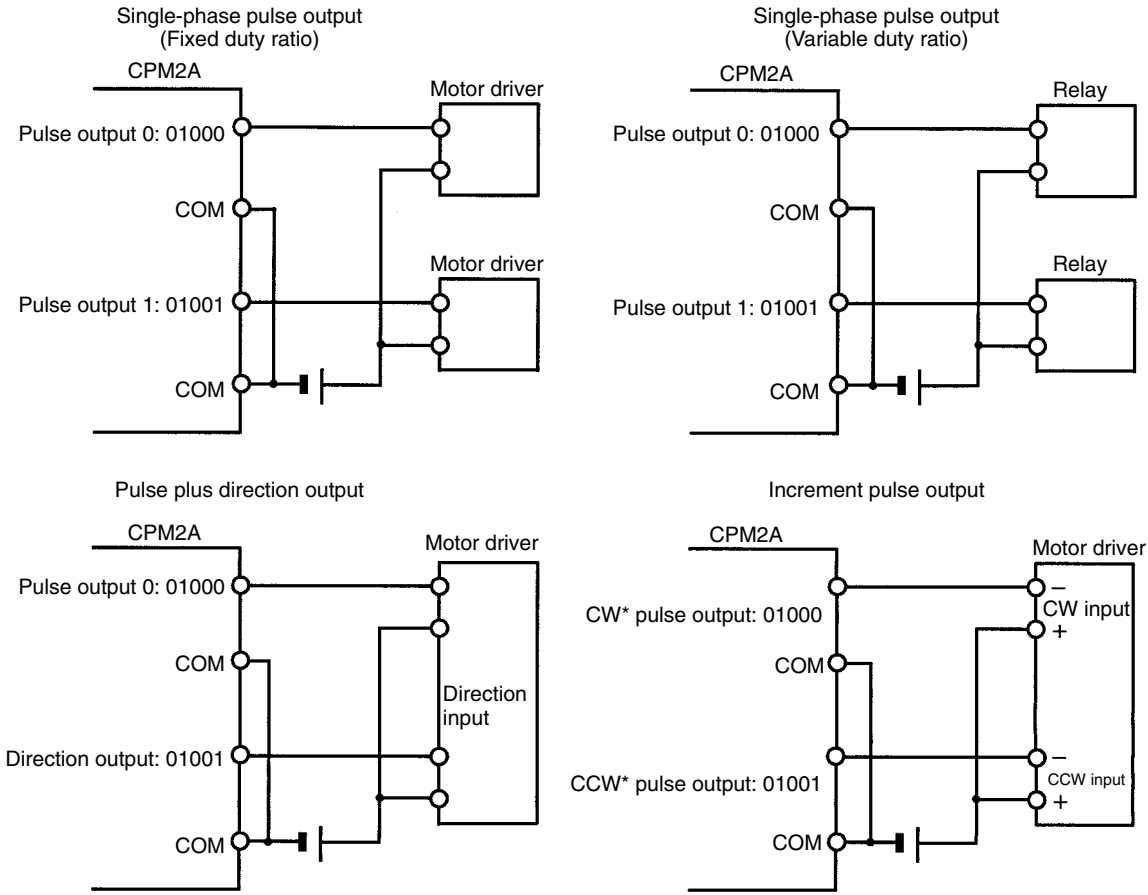 Single-phase pulse output
(Fixed duty ratio)
CPM2A
Motor driver
Pulse output 0: 01000
COM
Motor driver
Pulse output 1: 01001
COM
Single-phase pulse output
(Variable duty ratio)
CPM2A
Relay
Pulse output 0: 01000
COM
Relay
Pulse output 1: 01001
COM
Pulse plus direction output
CPM2A
Motor driver
Pulse output 0: 01000
COM
Direction
input
Direction output: 01001
COM
Increment pulse output
CPM2A
Motor driver
−
CW input
CW* pulse output: 01000
+
COM
−
CCW input
CCW* pulse output: 01001
+
COM